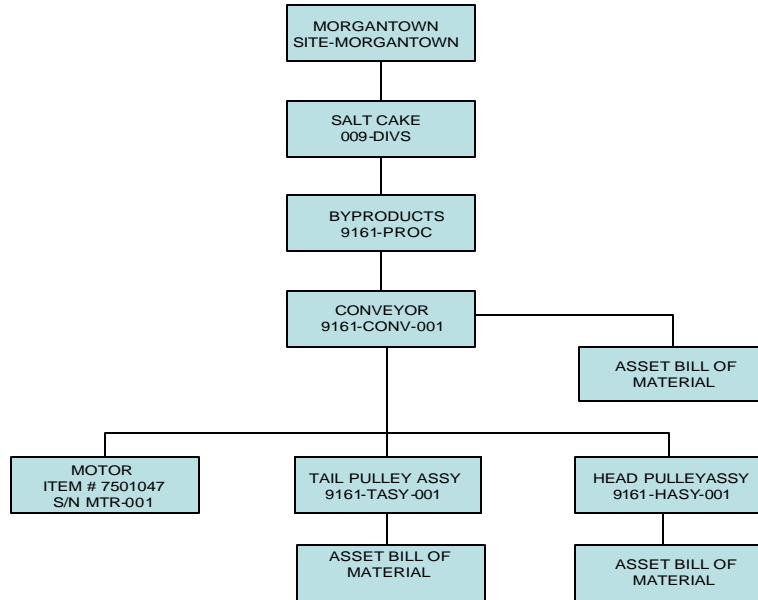 MORGANTOWN
SITE-MORGANTOWN
SALT CAKE
009-DIVS
BYPRODUCTS
9161-PROC
CONVEYOR
9161-CONV-001
ASSET BILL OF
MATERIAL
MOTOR
ITEM # 7501047
S/N MTR-001
TAIL PULLEY ASSY
9161-TASY-001
HEAD PULLEYASSY
9161-HASY-001
ASSET BILL OF
MATERIAL
ASSET BILL OF
MATERIAL